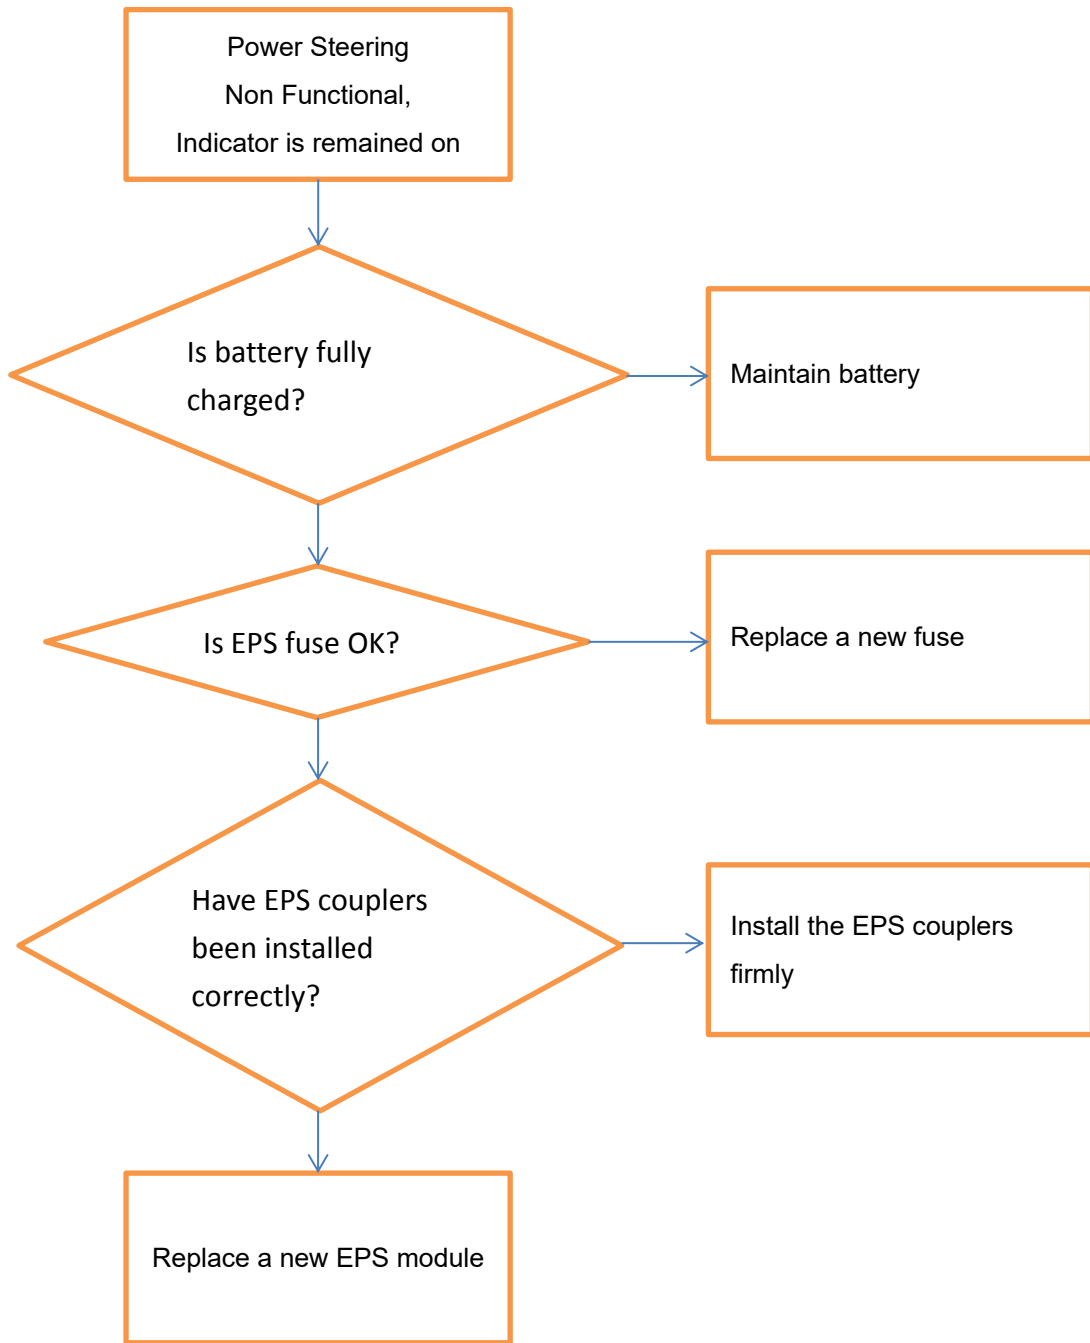 Power Steering
Non Functional,
Indicator is remained on
Is battery fully
charged?
Maintain battery
Is EPS fuse OK?
Replace a new fuse
Have EPS couplers
been installed
correctly?
Install the EPS couplers
firmly
Replace a new EPS module